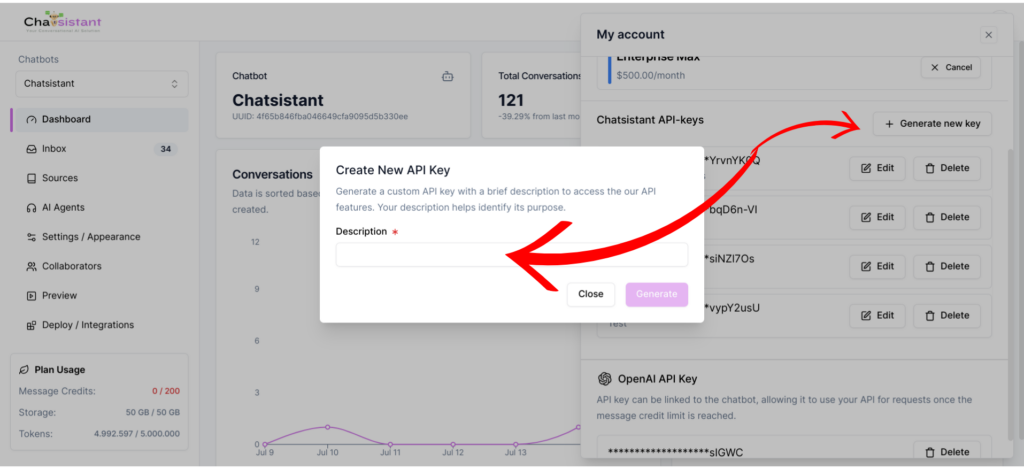 Chatsistant
Chatbots
Chatsistant
Dashboard
Inbox 34
Sources
AI Agents
Settings / Appearance
Collaborators
Preview
Deploy / Integrations
Plan Usage
Message Credits: 0 / 200
Storage: 50 GB / 50 GB
Tokens: 4.992.597 / 5.000.000
Chatbot
Chatsistant
UUID: 4f65b846fba046649cfa9095d5b330ee
Total Conversations
121
-39.29% from last mo
Conversations
Data is sorted base
created.
12
9
6
3
0
Jul 9 Jul 10 Jul 11 Jul 12 Jul 13
Create New API Key
Generate a custom API key with a brief description to access the our API
features. Your description helps identify its purpose.
Description *
Close Generate
My account
Enterprise Max
$500.00/month
Cancel
Chatsistant API-keys
+ Generate new key
Edit Delete
bqD6n-VI
Edit Delete
*siNZI7Os
Edit Delete
*vypY2usU
Test
Edit Delete
OpenAI API Key
API key can be linked to the chatbot, allowing it to use your API for requests once the
message credit limit is reached.
********************sIGWC
Delete